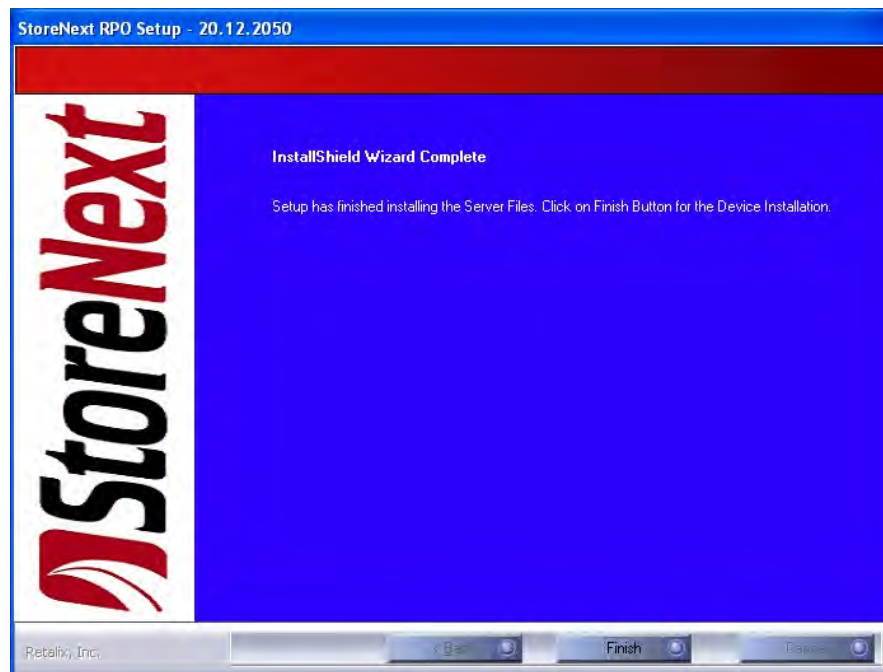 StoreNext RPO Setup - 20.12.2050
StoreNext
InstallShield Wizard Complete
Setup has finished installing the Server Files. Click on Finish Button for the Device Installation.
Retalix, Inc.
Finish